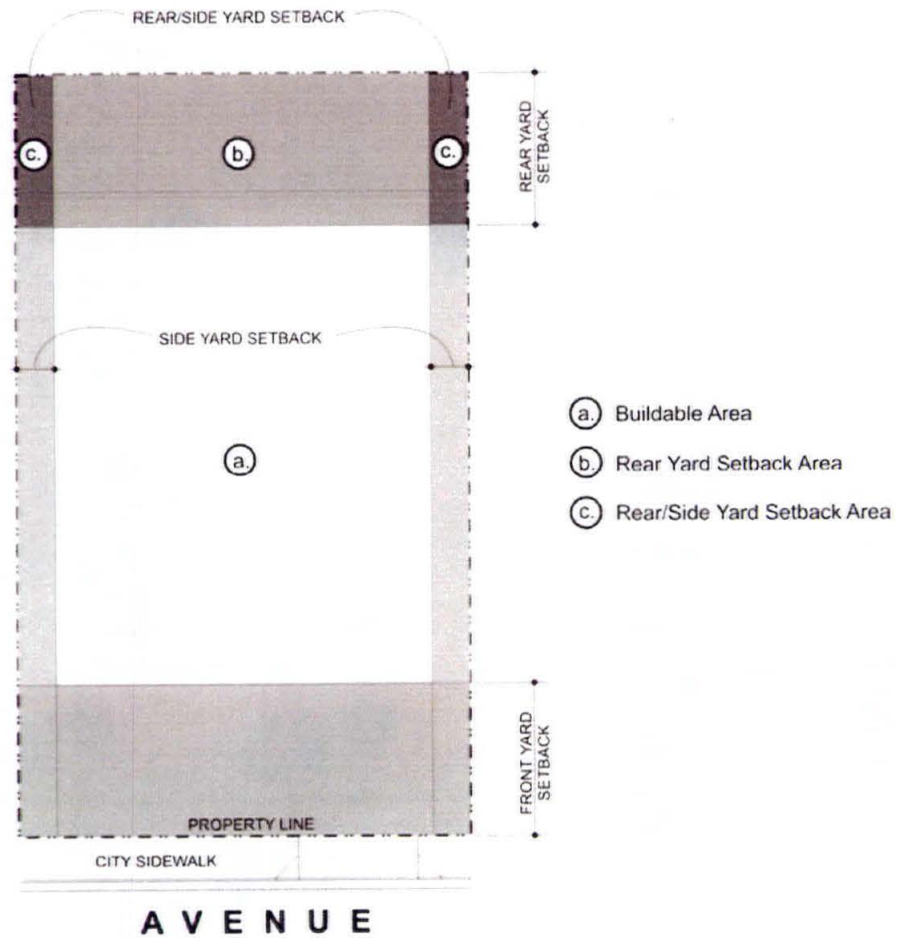 REAR/SIDE YARD SETBACK
c.
b.
c.
REAR YARD
SETBACK
SIDE YARD SETBACK
a.
a. Buildable Area
b. Rear Yard Setback Area
c. Rear/Side Yard Setback Area
FRONT YARD
SETBACK
PROPERTY LINE
CITY SIDEWALK
AVENUE